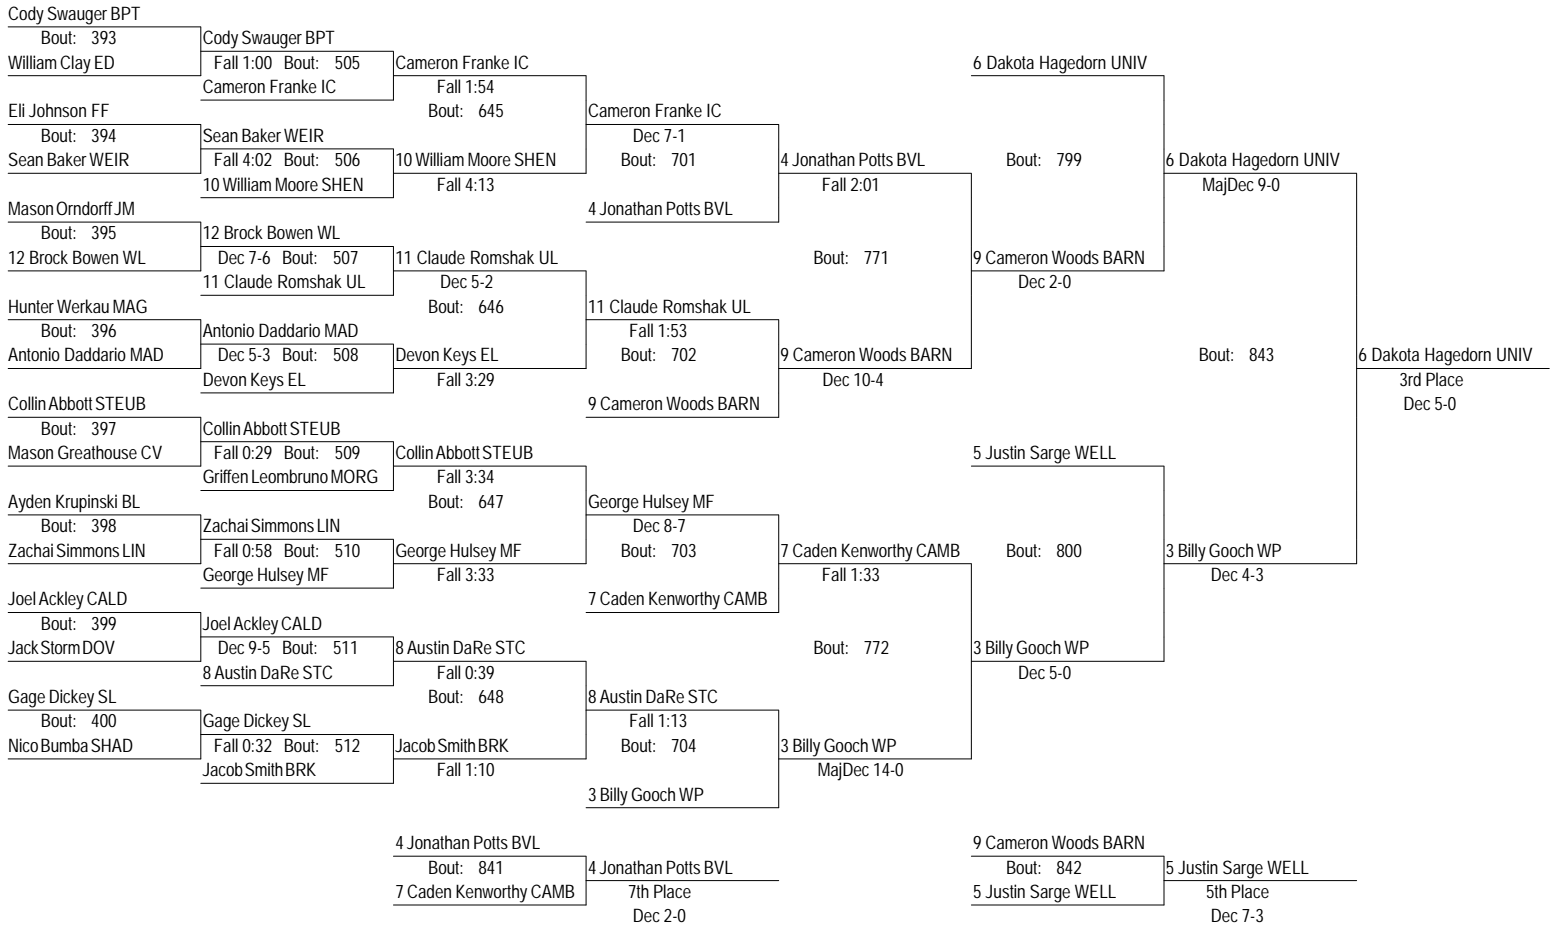 Cody Swauger BPT
Bout: 393
Cody Swauger BPT
William Clay ED
Fall 1:00 Bout: 505
Cameron Franke IC
6 Dakota Hagedorn UNIV
Cameron Franke IC
Fall 1:54
Eli Johnson FF
Bout: 645
Cameron Franke IC
Bout: 394
Sean Baker WEIR
Dec 7-1
Sean Baker WEIR
Fall 4:02 Bout: 506
10 William Moore SHEN
Bout: 701
4 Jonathan Potts BVL
Bout: 799
6 Dakota Hagedorn UNIV
10 William Moore SHEN
Fall 4:13
Fall 2:01
MajDec 9-0
Mason Orndorff JM
4 Jonathan Potts BVL
Bout: 395
12 Brock Bowen WL
12 Brock Bowen WL
Dec 7-6 Bout: 507
11 Claude Romshak UL
Bout: 771
9 Cameron Woods BARN
11 Claude Romshak UL
Dec 5-2
Dec 2-0
Hunter Werkau MAG
Bout: 646
11 Claude Romshak UL
Bout: 396
Antonio Daddario MAD
Fall 1:53
Antonio Daddario MAD
Dec 5-3 Bout: 508
Devon Keys EL
Bout: 702
9 Cameron Woods BARN
Bout: 843
6 Dakota Hagedorn UNIV
Devon Keys EL
Fall 3:29
Dec 10-4
3rd Place
Collin Abbott STEUB
9 Cameron Woods BARN
Dec 5-0
Bout: 397
Collin Abbott STEUB
Mason Greathouse CV
Fall 0:29 Bout: 509
Collin Abbott STEUB
5 Justin Sarge WELL
Griffen Leombruno MORG
Fall 3:34
Ayden Krupinski BL
Bout: 647
George Hulsey MF
Bout: 398
Zachai Simmons LIN
Dec 8-7
Zachai Simmons LIN
Fall 0:58 Bout: 510
George Hulsey MF
Bout: 703
7 Caden Kenworthy CAMB
Bout: 800
3 Billy Gooch WP
George Hulsey MF
Fall 3:33
Fall 1:33
Dec 4-3
Joel Ackley CALD
7 Caden Kenworthy CAMB
Bout: 399
Joel Ackley CALD
Jack Storm DOV
Dec 9-5 Bout: 511
8 Austin DaRe STC
Bout: 772
3 Billy Gooch WP
8 Austin DaRe STC
Fall 0:39
Dec 5-0
Gage Dickey SL
Bout: 648
8 Austin DaRe STC
Bout: 400
Gage Dickey SL
Fall 1:13
Nico Bumba SHAD
Fall 0:32 Bout: 512
Jacob Smith BRK
Bout: 704
3 Billy Gooch WP
Jacob Smith BRK
Fall 1:10
MajDec 14-0
3 Billy Gooch WP
4 Jonathan Potts BVL
9 Cameron Woods BARN
Bout: 841
4 Jonathan Potts BVL
Bout: 842
5 Justin Sarge WELL
7 Caden Kenworthy CAMB
7th Place
5 Justin Sarge WELL
5th Place
Dec 2-0
Dec 7-3